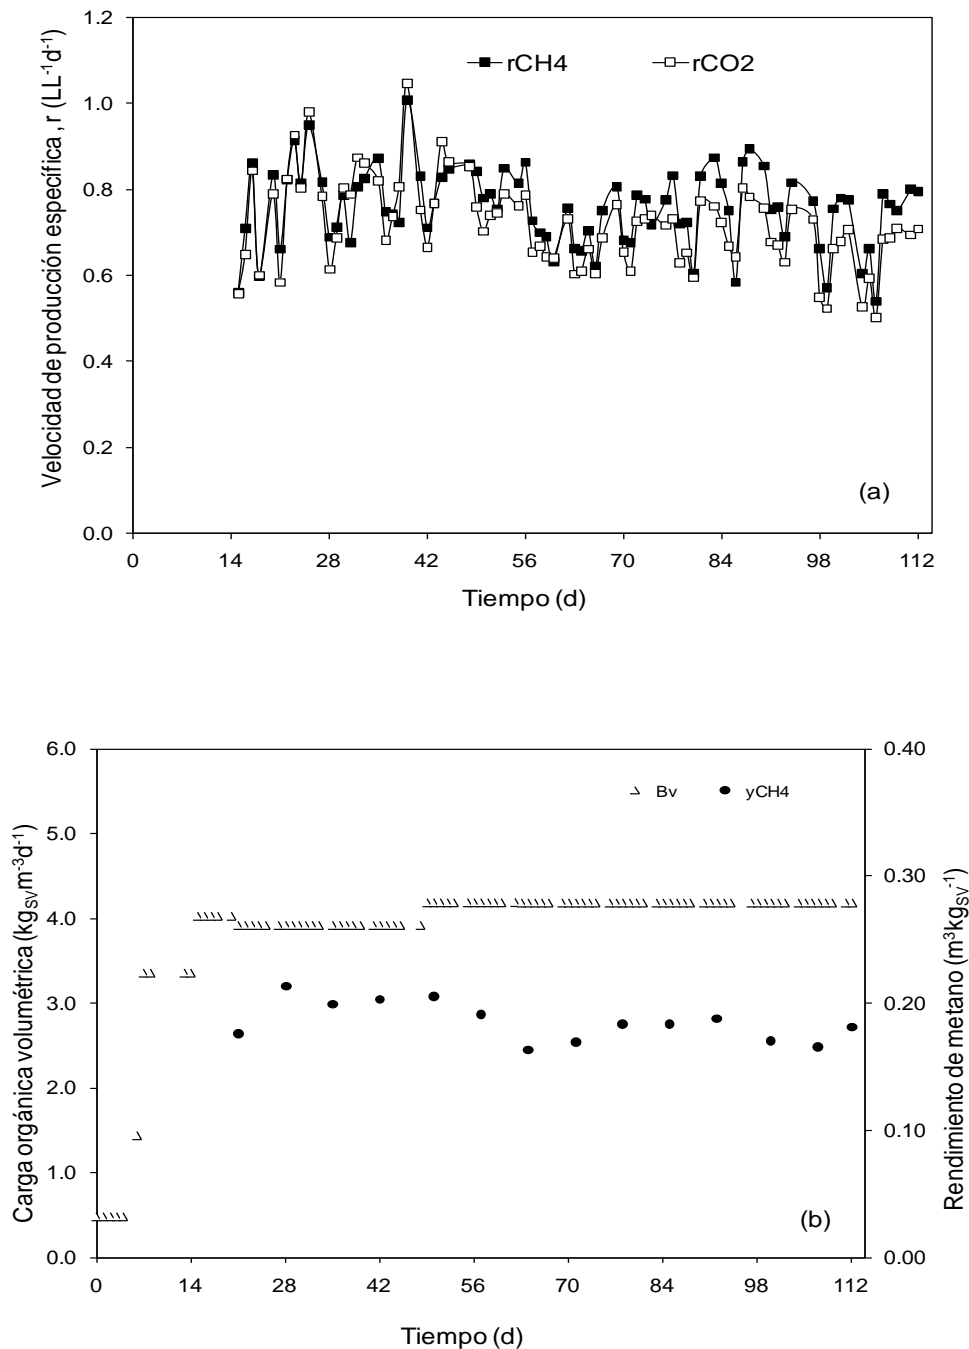 Velocidad de producción específica , r (LL⁻¹d⁻¹)
1.2
1.0
0.8
0.6
0.4
0.2
0.0
rCH4 rCO2
(a)
0 14 28 42 56 70 84 98 112
Tiempo (d)
Carga orgánica volumétrica (kgSVm⁻³d⁻¹)
6.0
5.0
4.0
3.0
2.0
1.0
0.0
Bv yCH4
(b)
0.40
0.30
0.20
0.10
0.00
Rendimiento de metano (m³kgSV⁻¹)
0 14 28 42 56 70 84 98 112
Tiempo (d)